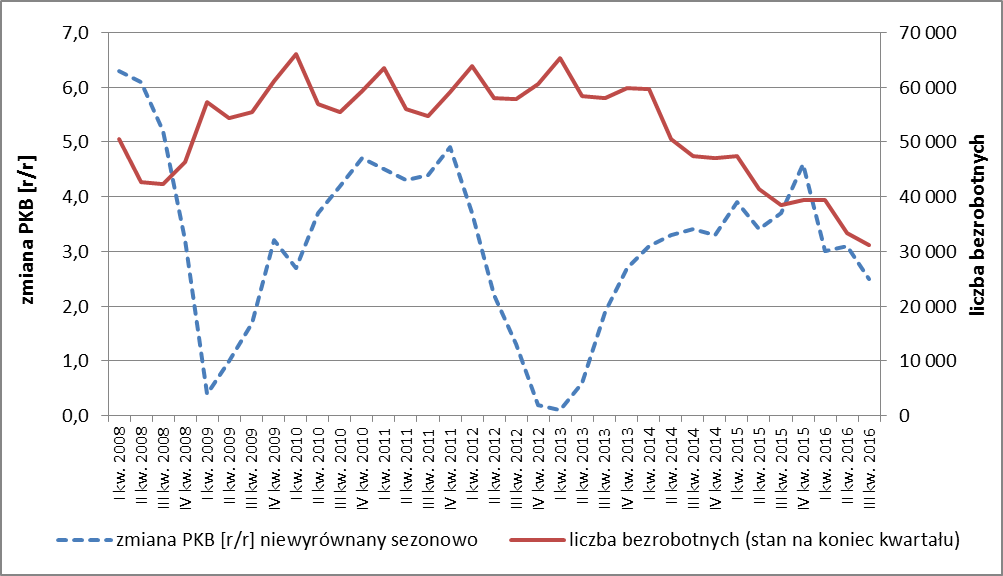 zmiana PKB [r/r]
7,0
6,0
5,0
4,0
3,0
2,0
1,0
0,0
70 000
60 000
50 000
40 000
30 000
20 000
10 000
0
liczba bezrobotnych
I kw. 2008
II kw. 2008
III kw. 2008
IV kw. 2008
I kw. 2009
II kw. 2009
III kw. 2009
IV kw. 2009
I kw. 2010
II kw. 2010
III kw. 2010
IV kw. 2010
I kw. 2011
II kw. 2011
III kw. 2011
IV kw. 2011
I kw. 2012
II kw. 2012
III kw. 2012
IV kw. 2012
I kw. 2013
II kw. 2013
III kw. 2013
IV kw. 2013
I kw. 2014
II kw. 2014
III kw. 2014
IV kw. 2014
I kw. 2015
II kw. 2015
III kw. 2015
IV kw. 2015
I kw. 2016
II kw. 2016
III kw. 2016
zmiana PKB [r/r] niewyrównany sezonowo
liczba bezrobotnych (stan na koniec kwartału)